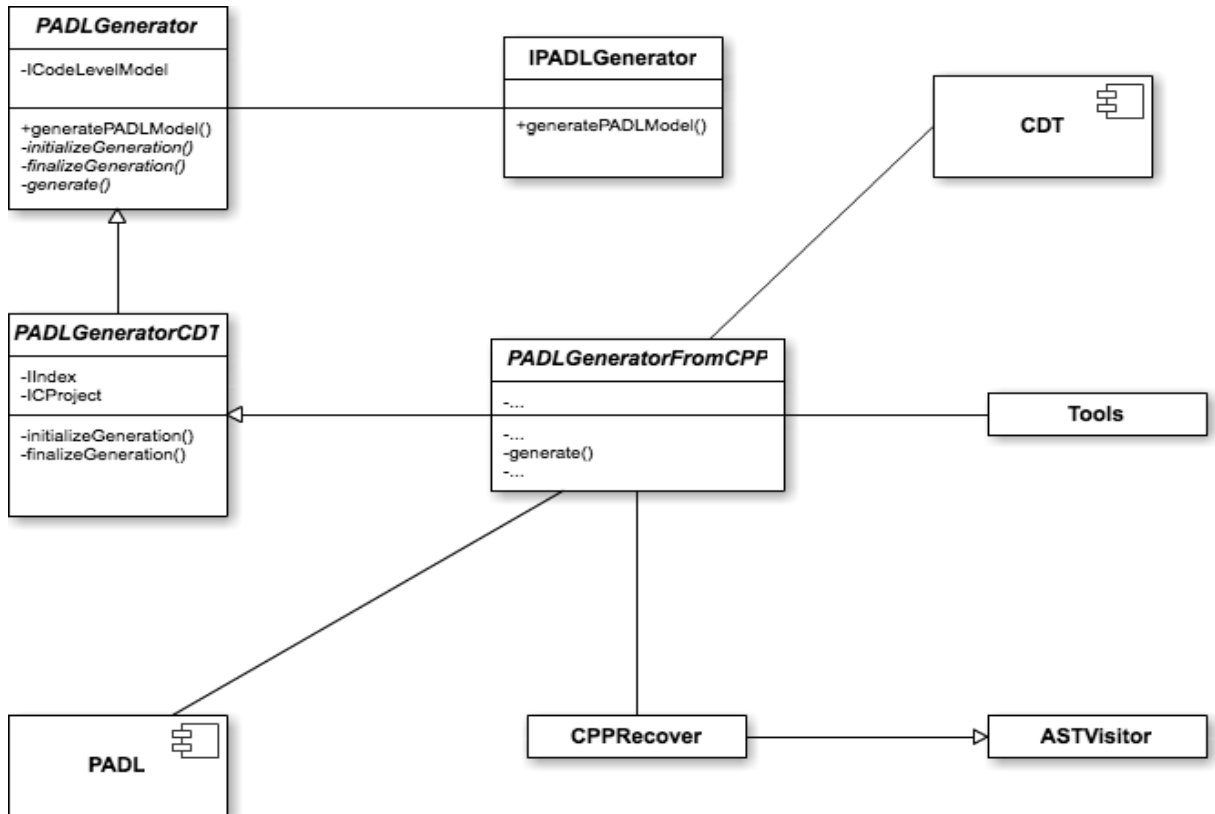 PADLGenerator
-ICodeLevelModel
+generatePADLModel()
-initializeGeneration()
-finalizeGeneration()
-generate()
IPADLGenerator
+generatePADLModel()
CDT
PADLGeneratorCDT
-IIndex
-ICProject
-initializeGeneration()
-finalizeGeneration()
PADLGeneratorFromCPP
-...
-...
-generate()
-...
Tools
PADL
CPPRecover
ASTVisitor